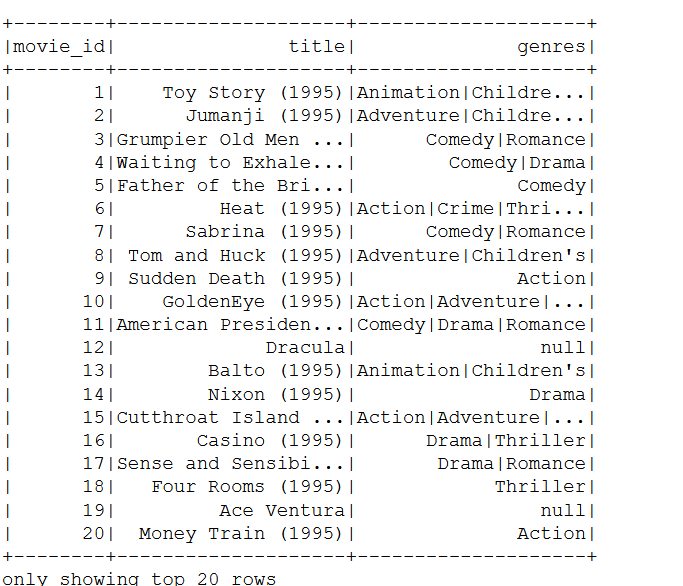 +--------+--------------------+--------------------+
|movie_id|               title|              genres|
+--------+--------------------+--------------------+
|       1|    Toy Story (1995)|Animation|Childre...|
|       2|      Jumanji (1995)|Adventure|Childre...|
|       3|Grumpier Old Men ...|      Comedy|Romance|
|       4|Waiting to Exhale...|        Comedy|Drama|
|       5|Father of the Bri...|              Comedy|
|       6|         Heat (1995)|Action|Crime|Thri...|
|       7|      Sabrina (1995)|      Comedy|Romance|
|       8| Tom and Huck (1995)|Adventure|Children's|
|       9| Sudden Death (1995)|              Action|
|      10|    GoldenEye (1995)|Action|Adventure|...|
|      11|American Presiden...|Comedy|Drama|Romance|
|      12|             Dracula|                null|
|      13|        Balto (1995)|Animation|Children's|
|      14|        Nixon (1995)|               Drama|
|      15|Cutthroat Island ...|Action|Adventure|...|
|      16|       Casino (1995)|      Drama|Thriller|
|      17|Sense and Sensibi...|       Drama|Romance|
|      18|   Four Rooms (1995)|            Thriller|
|      19|         Ace Ventura|                null|
|      20|  Money Train (1995)|              Action|
+--------+--------------------+--------------------+
only showing top 20 rows